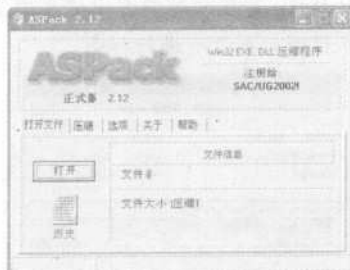 ASPack 2.12
ASPack
Win32 EXE, DLL 压缩程序
注册给
SAC/UG2002!
正式番 2.12
打开文件 压缩 选项 关于 帮助
文件信息
打开
文件名
文件大小 (压缩)
历史